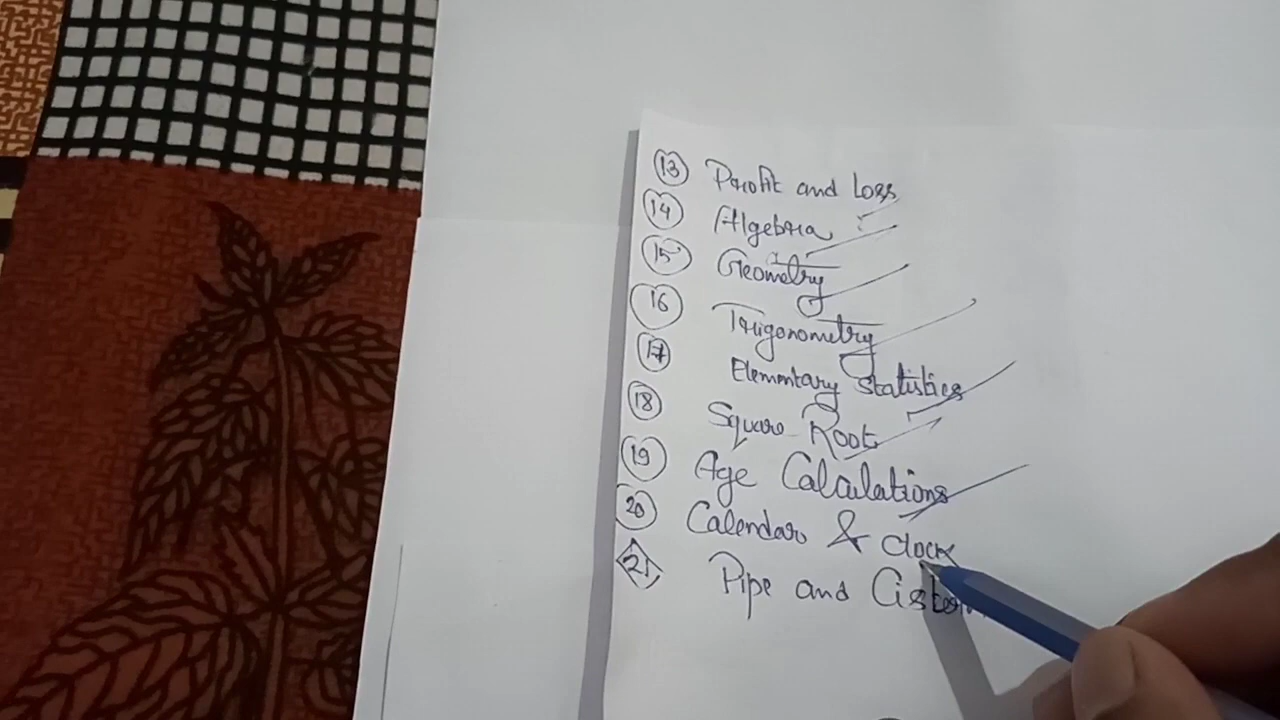 13 Profit and Loss
14 Algebra
15 Geometry
16 Trigonometry
17 Elementary Statistics
18 Square Root
19 Age Calculations
20 Calendar & Clock
21 Pipe and